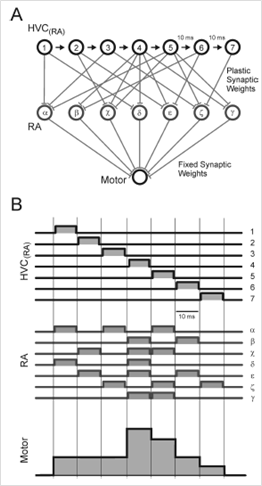 A
HVC(RA)
10 ms 10 ms
1 2 3 4 5 6 7
Plastic Synaptic Weights
α β χ δ ε ζ γ
RA
Motor
Fixed Synaptic Weights
B
HVC(RA)
1
2
3
4
5
6
7
10 ms
RA
α
β
χ
δ
ε
ζ
γ
Motor